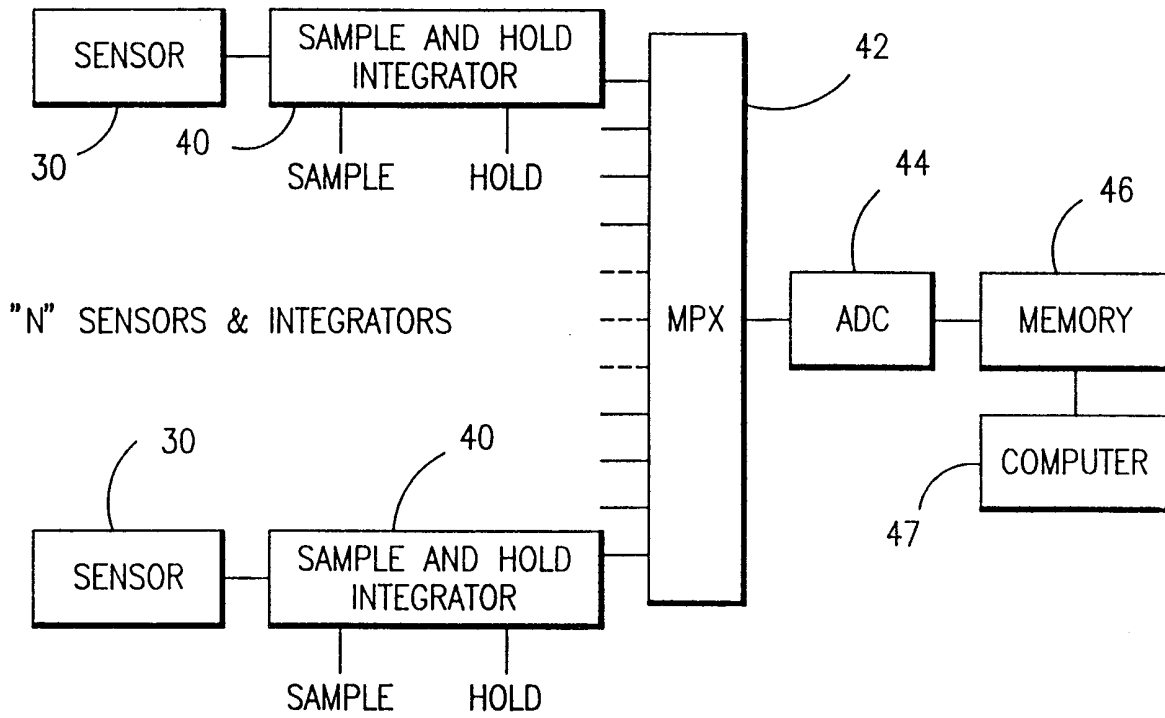 SENSOR
SAMPLE AND HOLD
INTEGRATOR
42
30
40
SAMPLE
HOLD
44
46
"N" SENSORS & INTEGRATORS
MPX
ADC
MEMORY
30
40
COMPUTER
47
SENSOR
SAMPLE AND HOLD
INTEGRATOR
SAMPLE
HOLD